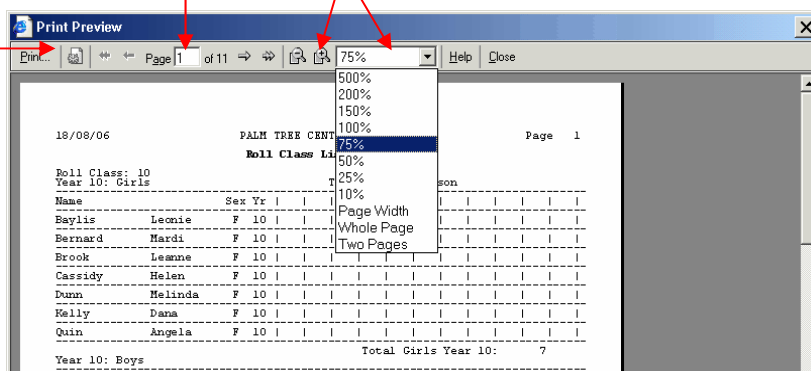 Print Preview
Print... Page 1 of 11 75% Help Close
500%
200%
150%
100%
75%
50%
25%
10%
Page Width
Whole Page
Two Pages
18/08/06 PALM TREE Page 1
Roll Class
Roll Class: 10
Year 10: Girls
Name Sex Yr
Baylis Leonie F 10
Bernard Mardi F 10
Brook Leanne F 10
Cassidy Helen F 10
Dunn Melinda F 10
Kelly Dana F 10
Quin Angela F 10
Total Girls Year 10: 7
Year 10: Boys